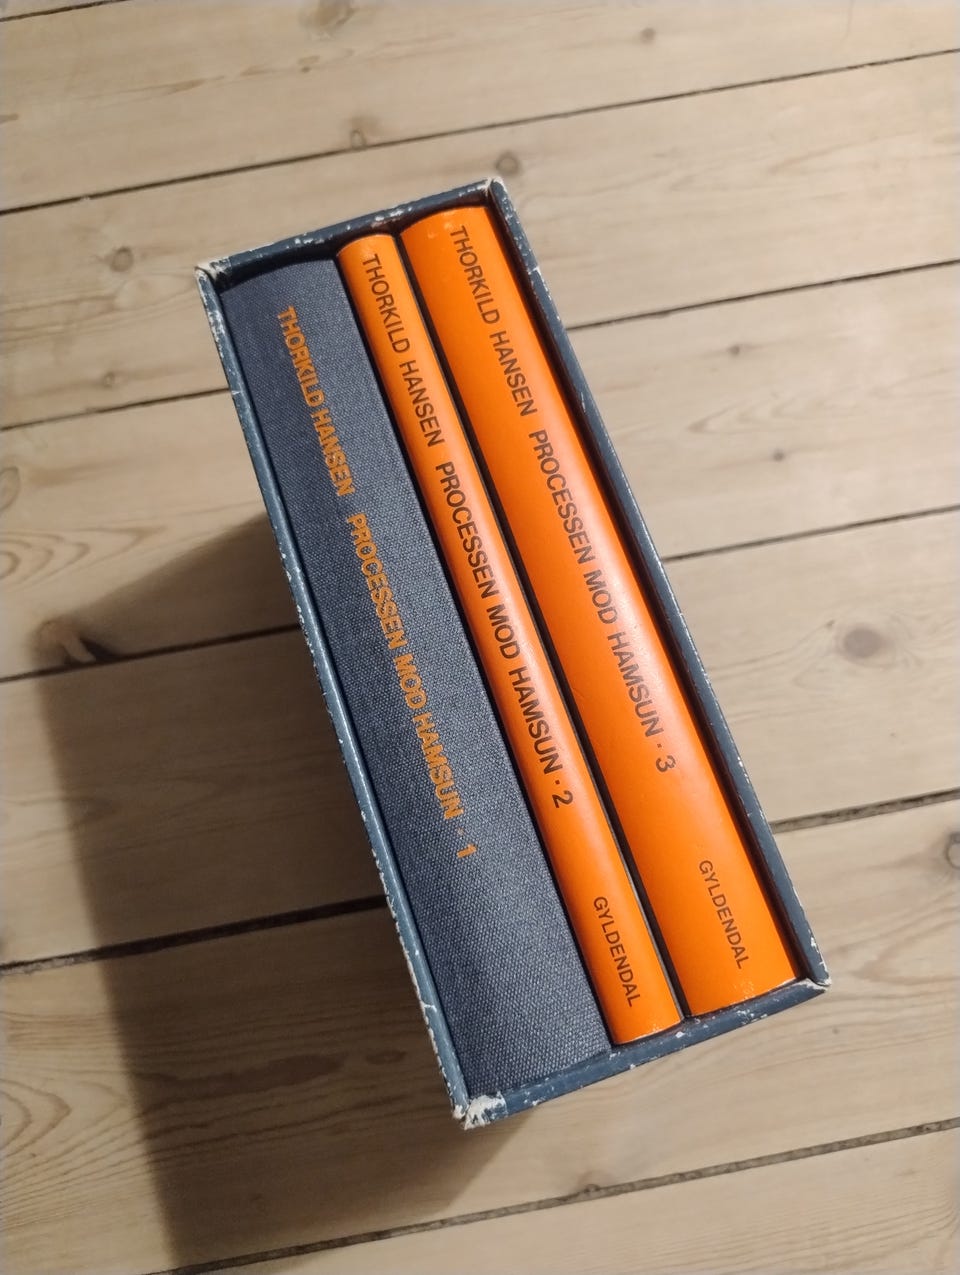 THORKILD HANSEN PROCESSEN MOD HAMSUN · 1
THORKILD HANSEN PROCESSEN MOD HAMSUN · 2 GYLDENDAL
THORKILD HANSEN PROCESSEN MOD HAMSUN · 3 GYLDENDAL